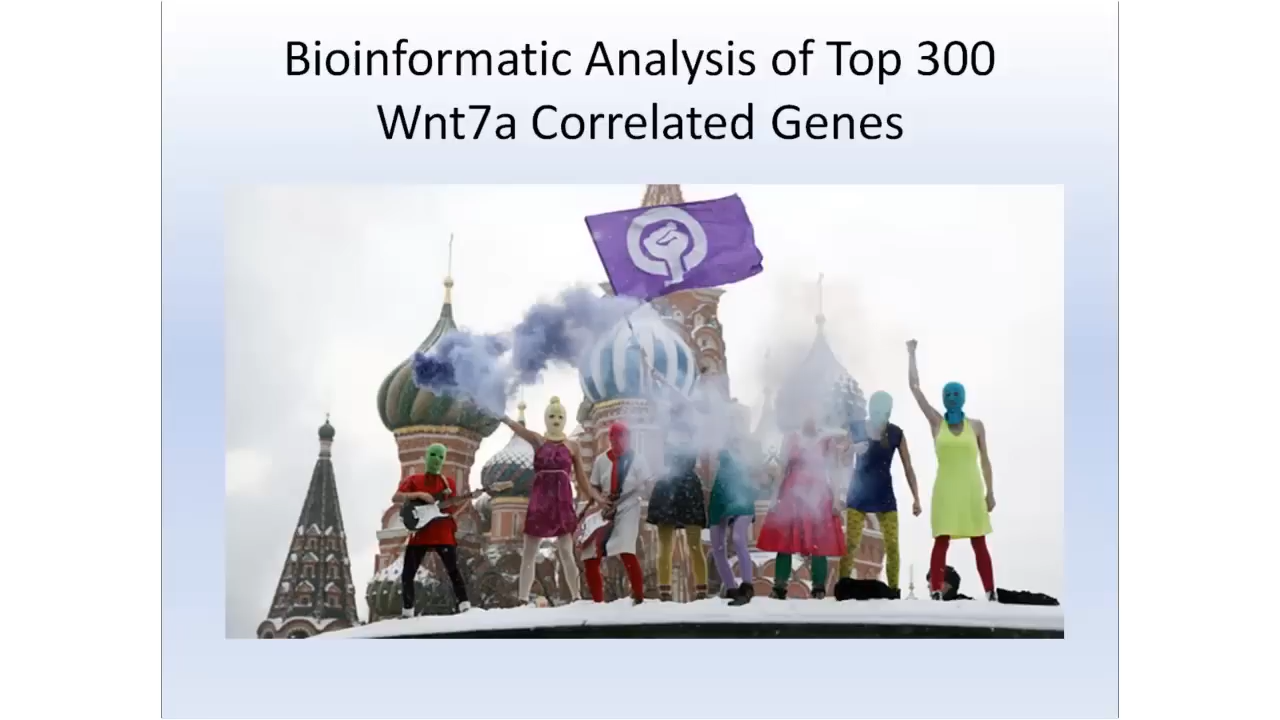 Bioinformatic Analysis of Top 300
Wnt7a Correlated Genes